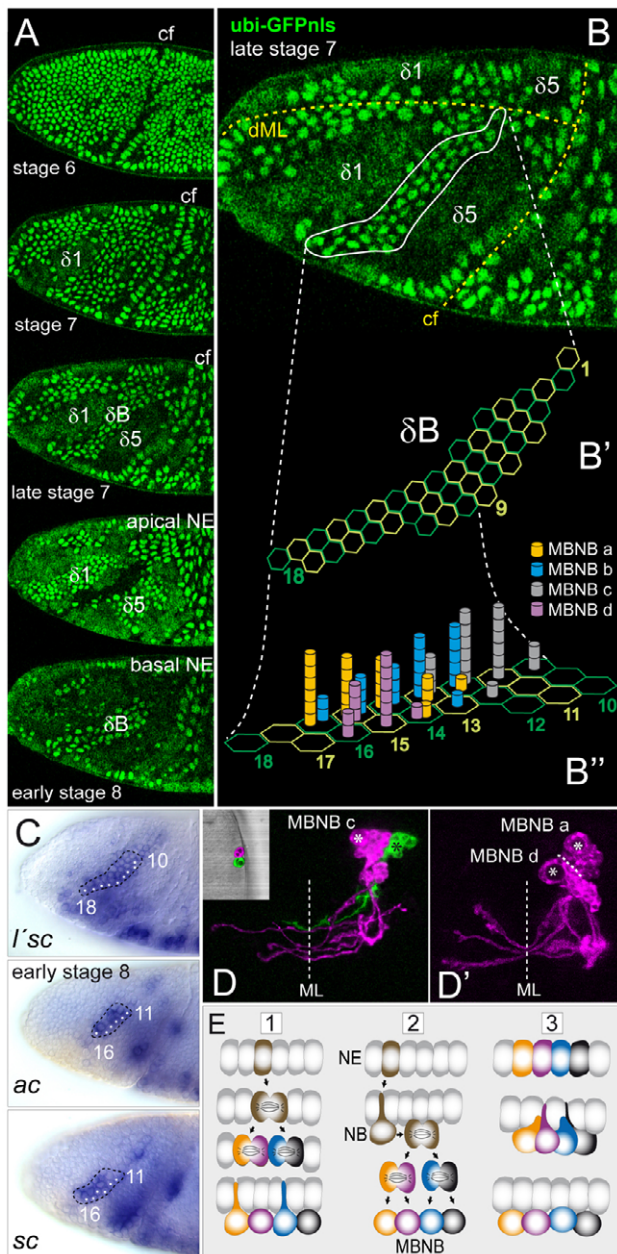 A
cf
stage 6
cf
δ1
stage 7
cf
δ1
δB
δ5
late stage 7
apical NE
δ1
δ5
basal NE
δB
early stage 8
ubi-GFPnls
late stage 7
B
δ1
δ5
dML
δ1
δ5
cf
δB
1
B'
9
18
MBNB a
MBNB b
MBNB c
MBNB d
10
11
12
13
14
15
16
17
18
B''
C
10
18
l´sc
early stage 8
11
16
ac
11
16
sc
MBNB c
*
*
ML
D
MBNB a
*
MBNB d
*
ML
D'
E
1
2
3
NE
NB
MBNB